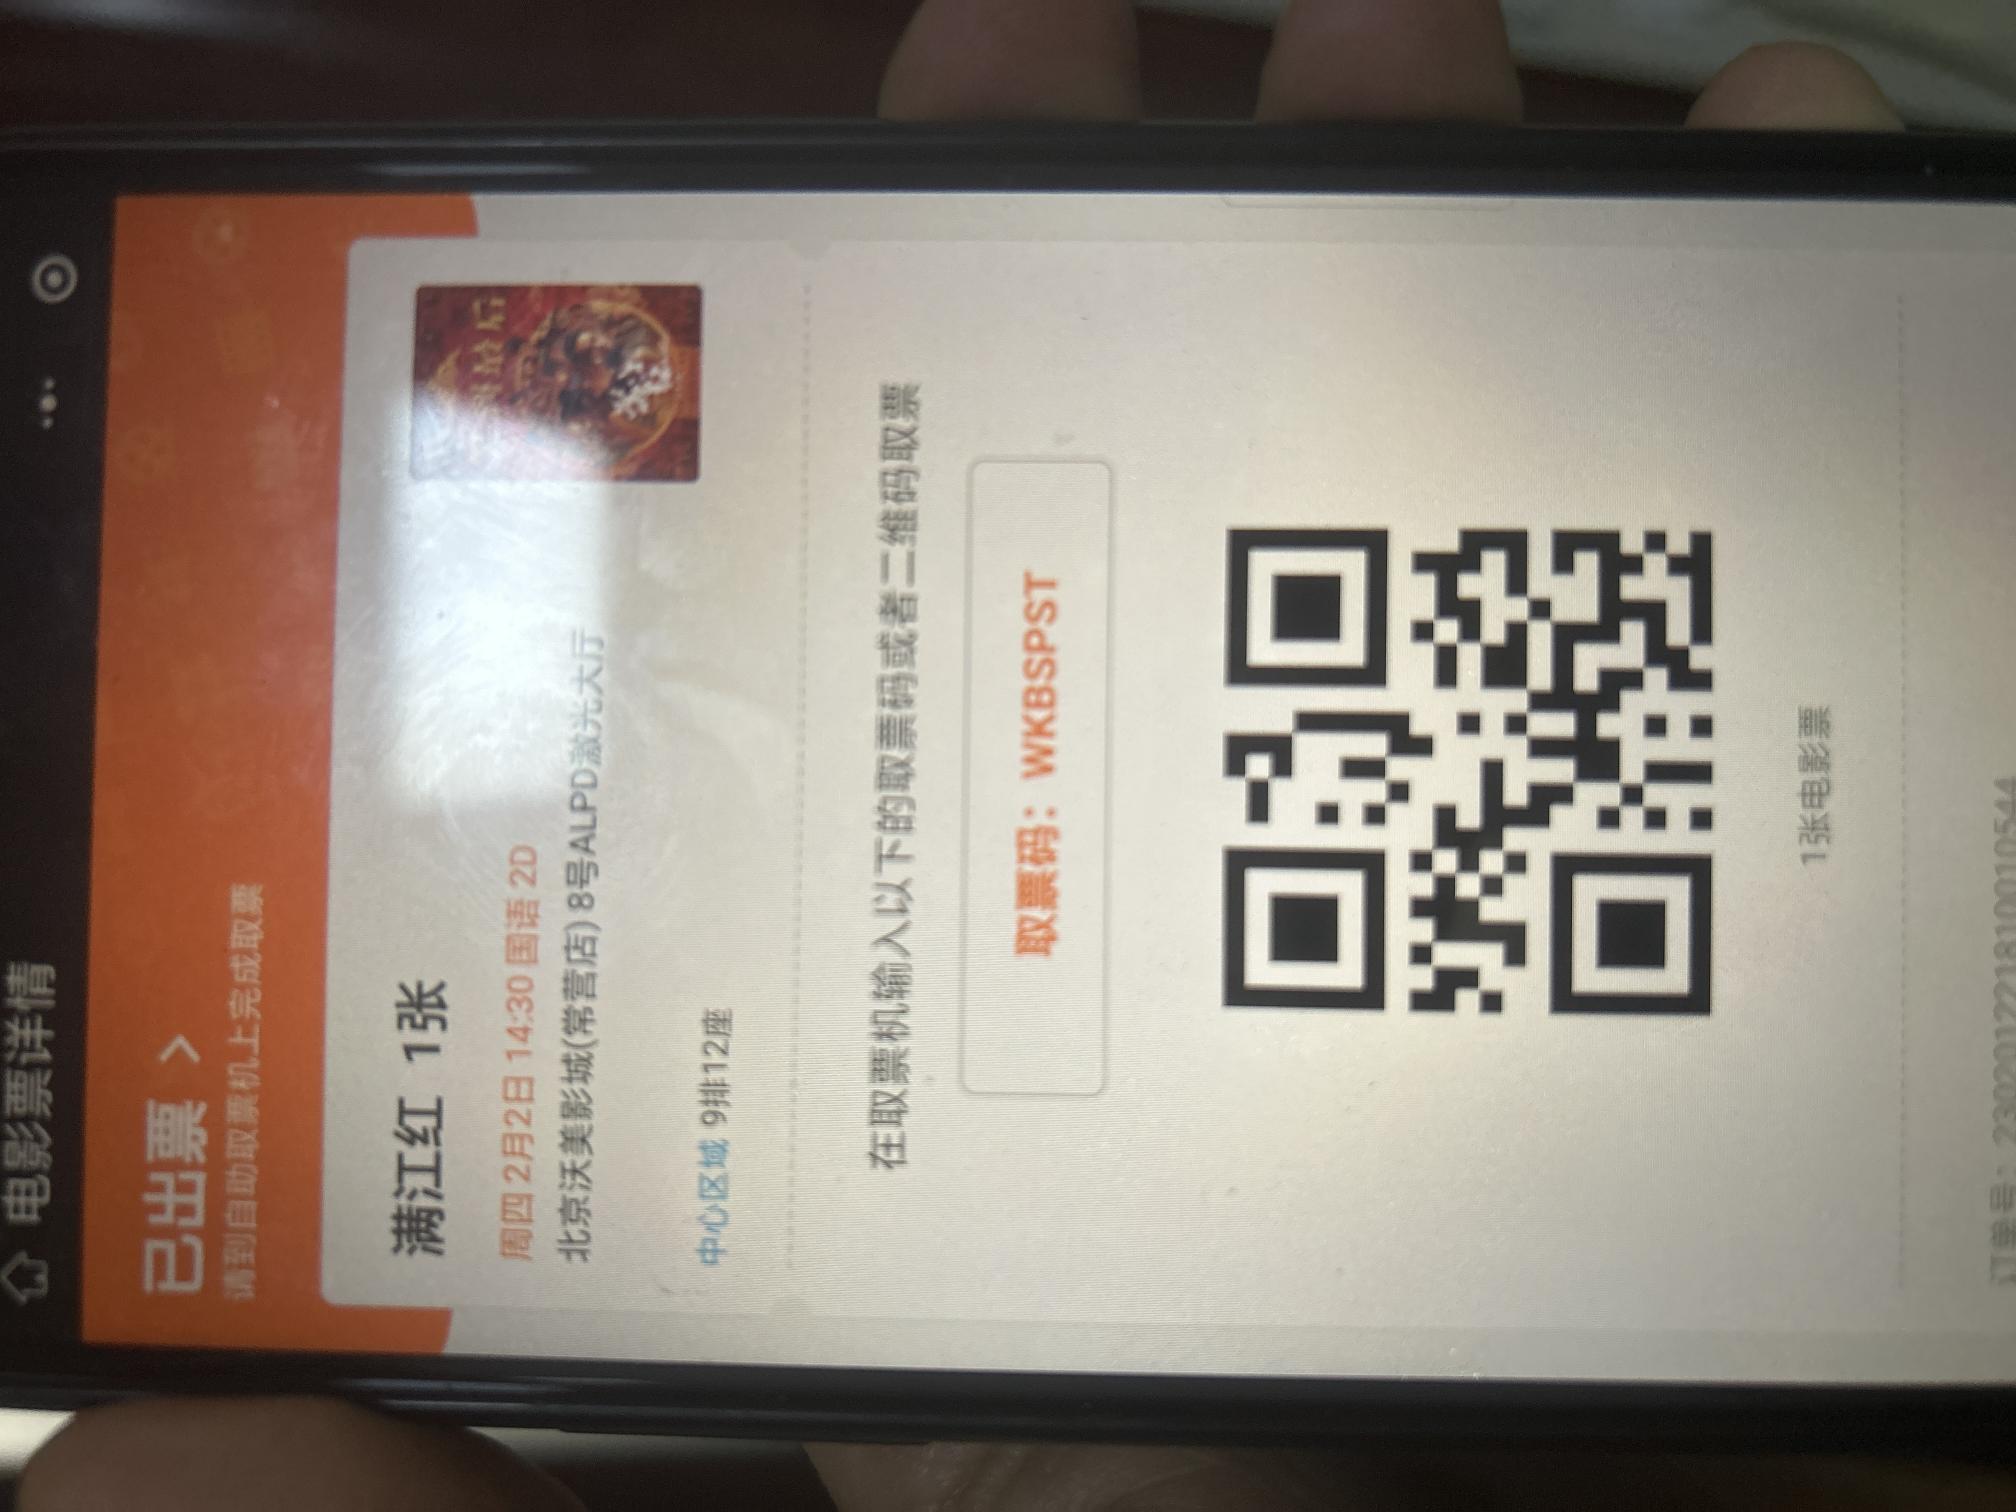 电影票详情
已出票 >
请到自助取票机上完成取票
满江红 1张
周四 2月2日 14:30 国语 2D
北京沃美影城(常营店) 8号ALPD激光大厅
中心区域 9排12座
在取票机输入以下的取票码或者二维码取票
取票码：WKBSPST
1张电影票